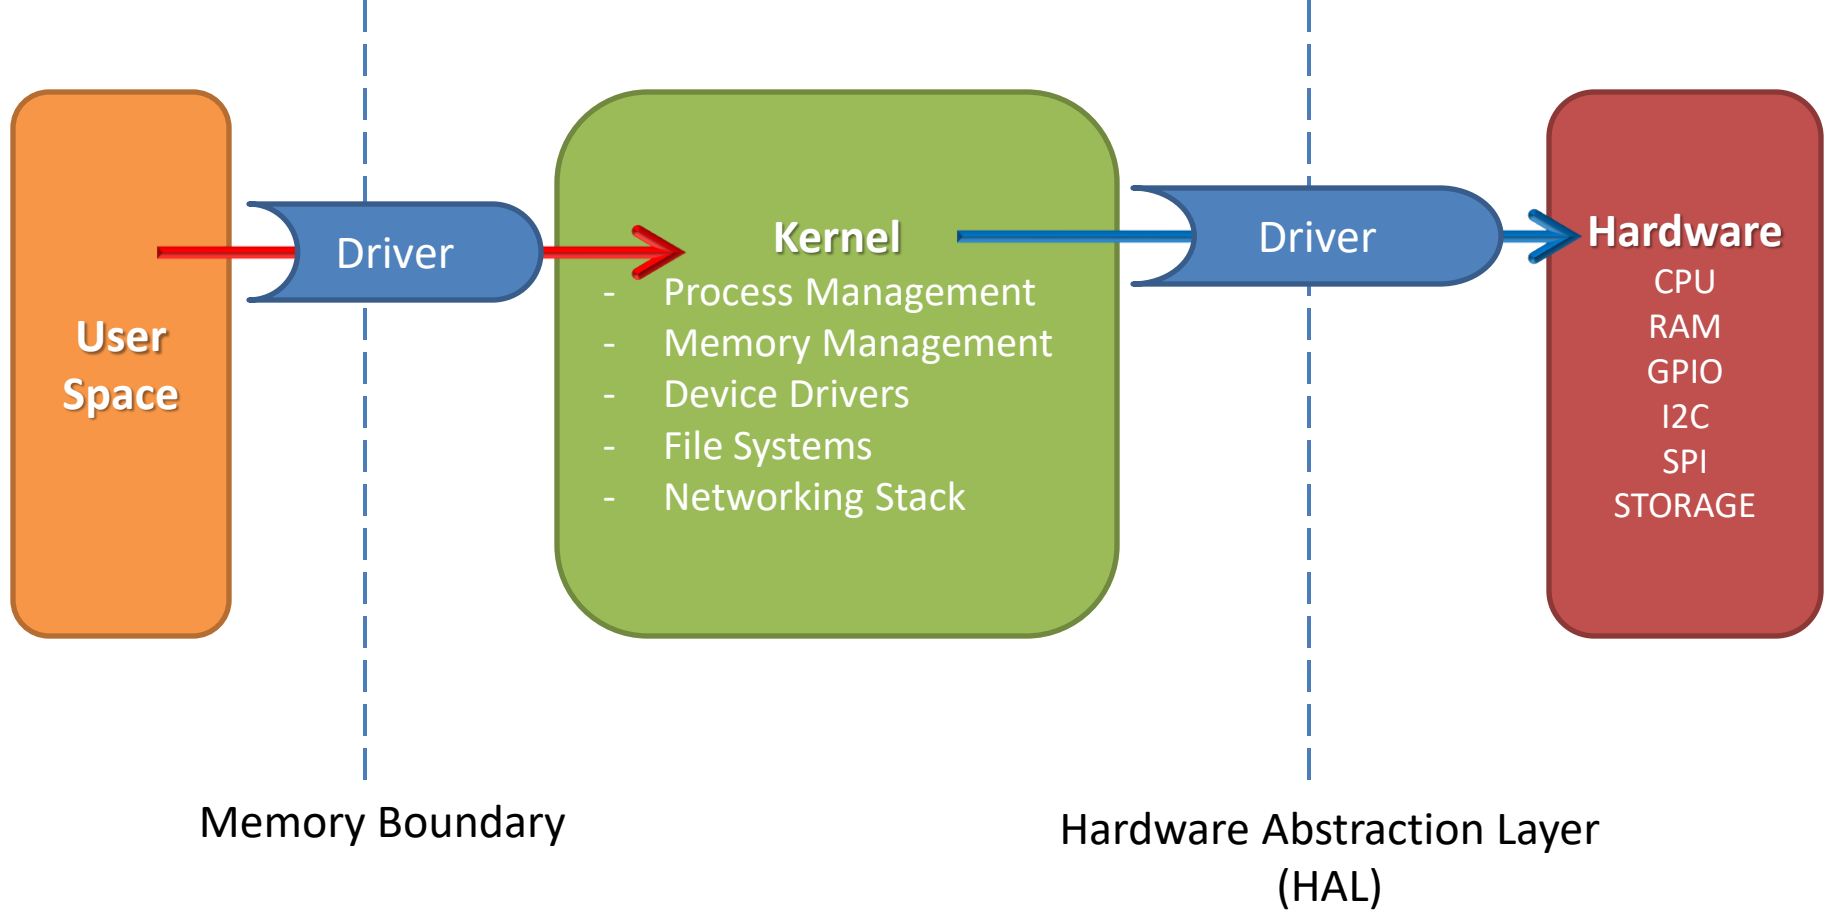 User
Space
Driver
Kernel
- Process Management
- Memory Management
- Device Drivers
- File Systems
- Networking Stack
Driver
Hardware
CPU
RAM
GPIO
I2C
SPI
STORAGE
Memory Boundary
Hardware Abstraction Layer
(HAL)